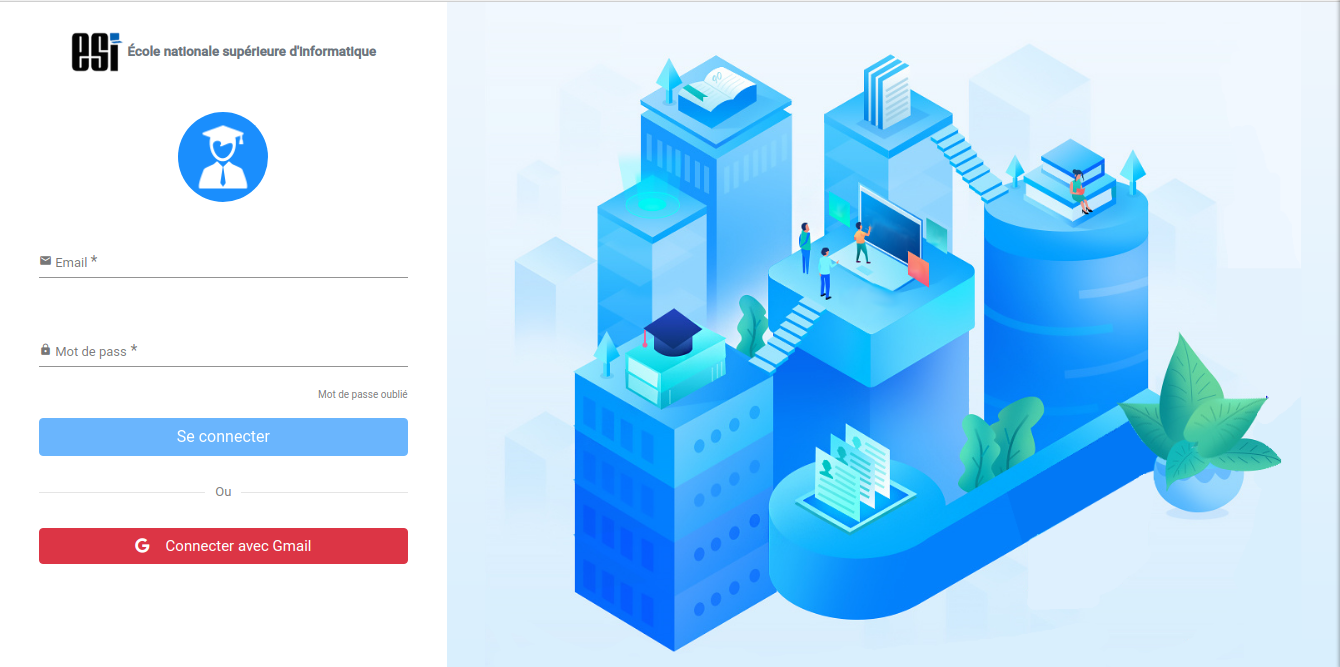 esi École nationale supérieure d'informatique
Email *
Mot de pass *
Mot de passe oublié
Se connecter
Ou
G Connecter avec Gmail